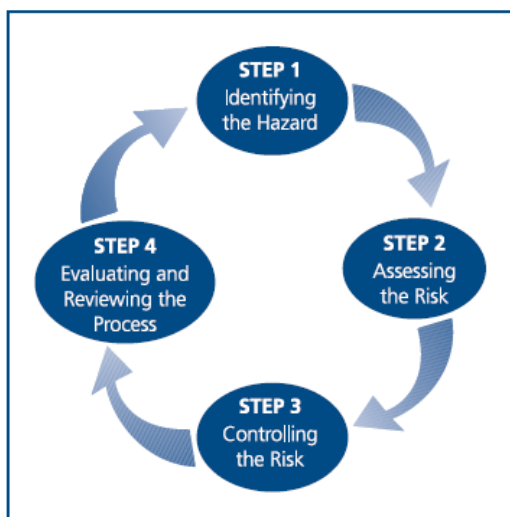 STEP 1
Identifying
the Hazard
STEP 2
Assessing
the Risk
STEP 3
Controlling
the Risk
STEP 4
Evaluating and
Reviewing the
Process